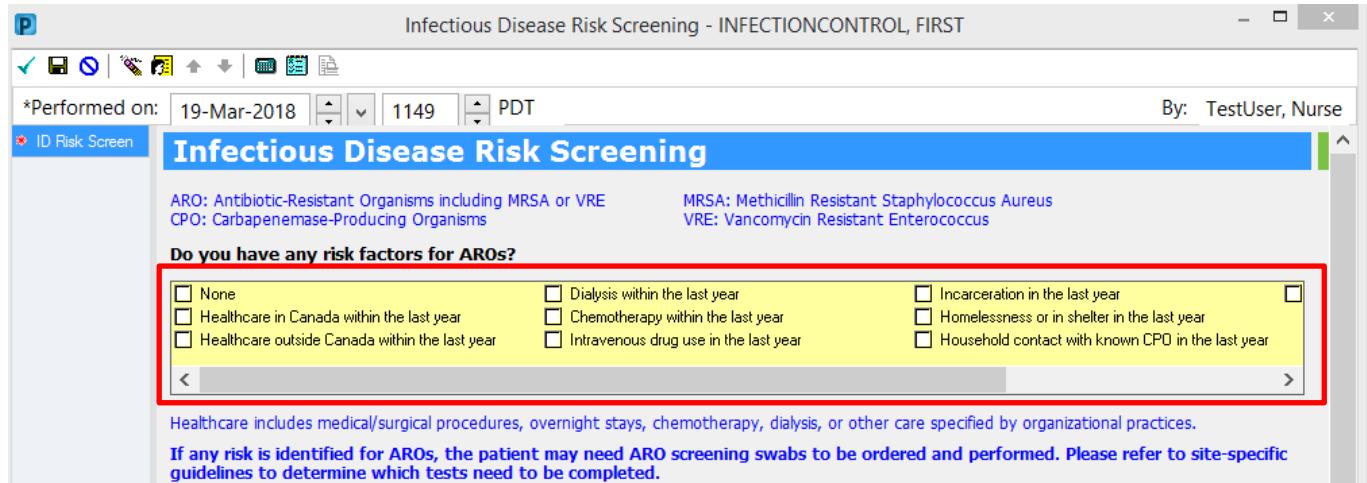 P
Infectious Disease Risk Screening - INFECTIONCONTROL, FIRST
*Performed on: 19-Mar-2018 1149 PDT By: TestUser, Nurse
ID Risk Screen
Infectious Disease Risk Screening
ARO: Antibiotic-Resistant Organisms including MRSA or VRE MRSA: Methicillin Resistant Staphylococcus Aureus
CPO: Carbapenemase-Producing Organisms VRE: Vancomycin Resistant Enterococcus
Do you have any risk factors for AROs?
None Dialysis within the last year Incarceration in the last year
Healthcare in Canada within the last year Chemotherapy within the last year Homelessness or in shelter in the last year
Healthcare outside Canada within the last year Intravenous drug use in the last year Household contact with known CPO in the last year
Healthcare includes medical/surgical procedures, overnight stays, chemotherapy, dialysis, or other care specified by organizational practices.
If any risk is identified for AROs, the patient may need ARO screening swabs to be ordered and performed. Please refer to site-specific
guidelines to determine which tests need to be completed.